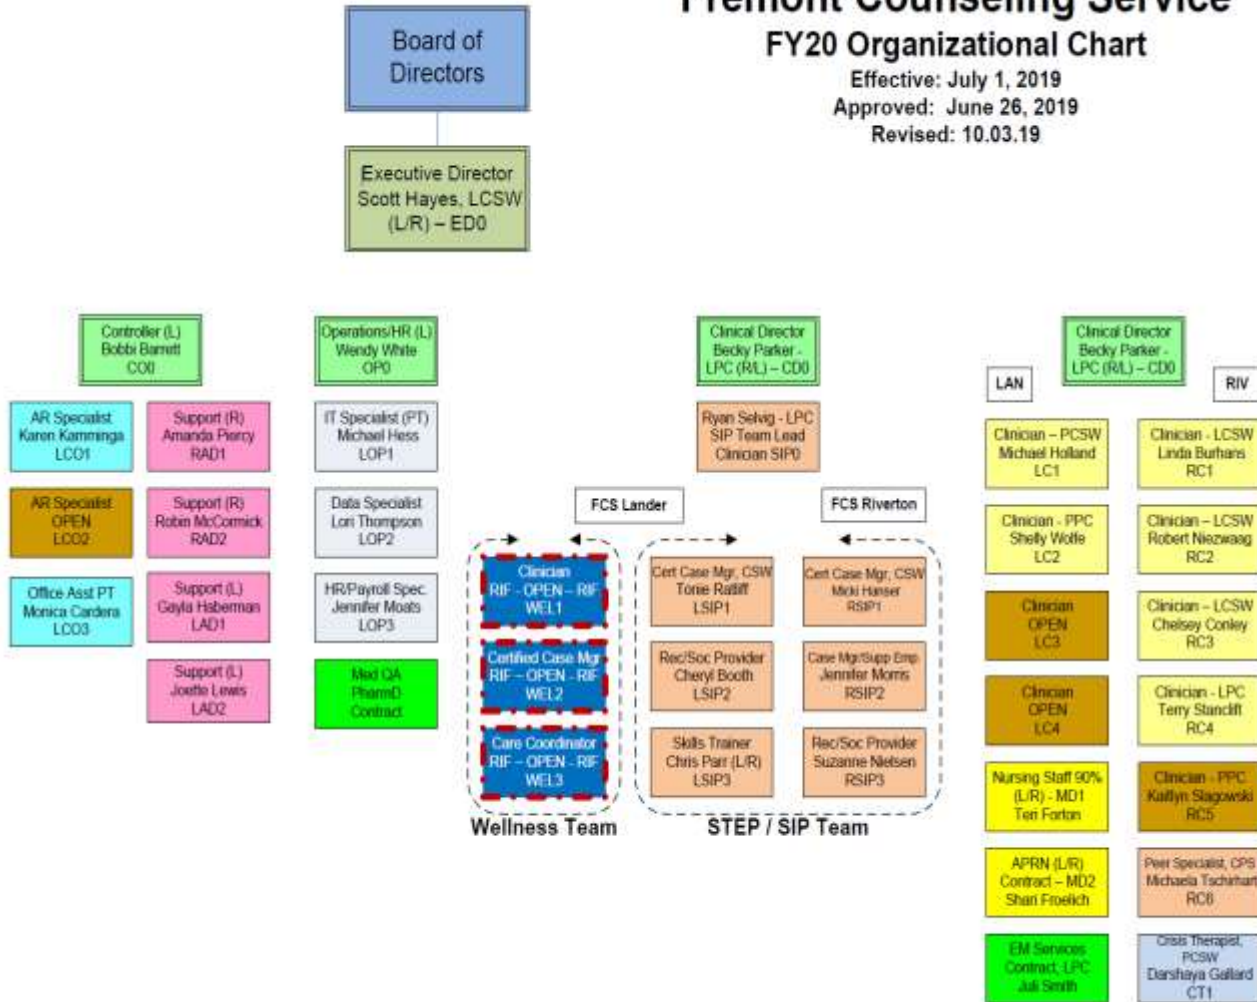 Fremont Counseling Service
FY20 Organizational Chart
Effective: July 1, 2019
Approved: June 26, 2019
Revised: 10.03.19
Board of
Directors
Executive Director
Scott Hayes, LCSW
(L/R) – ED0
Controller (L)
Bobbi Barrett
CO0
AR Specialist
Karen Kamminga
LCO1
AR Specialist
OPEN
LCO2
Office Asst PT
Monica Cardera
LCO3
Support (R)
Amanda Piercy
RAD1
Support (R)
Robin McCormick
RAD2
Support (L)
Gayla Haberman
LAD1
Support (L)
Joette Lewis
LAD2
Operations/HR (L)
Wendy White
OP0
IT Specialist (PT)
Michael Hess
LOP1
Data Specialist
Lori Thompson
LOP2
HR/Payroll Spec.
Jennifer Moats
LOP3
Med QA
PharmD
Contract
Clinical Director
Becky Parker -
LPC (R/L) – CD0
Ryan Selvig - LPC
SIP Team Lead
Clinician SIP0
FCS Lander
FCS Riverton
Clinician
RIF - OPEN – RIF
WEL1
Certified Case Mgr
RIF – OPEN - RIF
WEL2
Care Coordinator
RIF – OPEN - RIF
WEL3
Wellness Team
Cert Case Mgr, CSW
Tonie Ratliff
LSIP1
Rec/Soc Provider
Cheryl Booth
LSIP2
Skills Trainer
Chris Parr (L/R)
LSIP3
Cert Case Mgr, CSW
Micki Hanser
RSIP1
Case Mgr/Supp Emp
Jennifer Morris
RSIP2
Rec/Soc Provider
Suzanne Nielsen
RSIP3
STEP / SIP Team
Clinical Director
Becky Parker -
LPC (R/L) – CD0
LAN
RIV
Clinician – PCSW
Michael Holland
LC1
Clinician - PPC
Shelly Wolfe
LC2
Clinician
OPEN
LC3
Clinician
OPEN
LC4
Nursing Staff 90%
(L/R) - MD1
Teri Forton
APRN (L/R)
Contract – MD2
Shari Froelich
EM Services
Contract, LPC
Juli Smith
Clinician - LCSW
Linda Burhans
RC1
Clinician – LCSW
Robert Niezwaag
RC2
Clinician – LCSW
Chelsey Conley
RC3
Clinician - LPC
Terry Stanclift
RC4
Clinician - PPC
Kaitlyn Slagowski
RC5
Peer Specialist, CPS
Michaela Tschirhart
RC6
Crisis Therapist,
PCSW
Darshaya Gallard
CT1